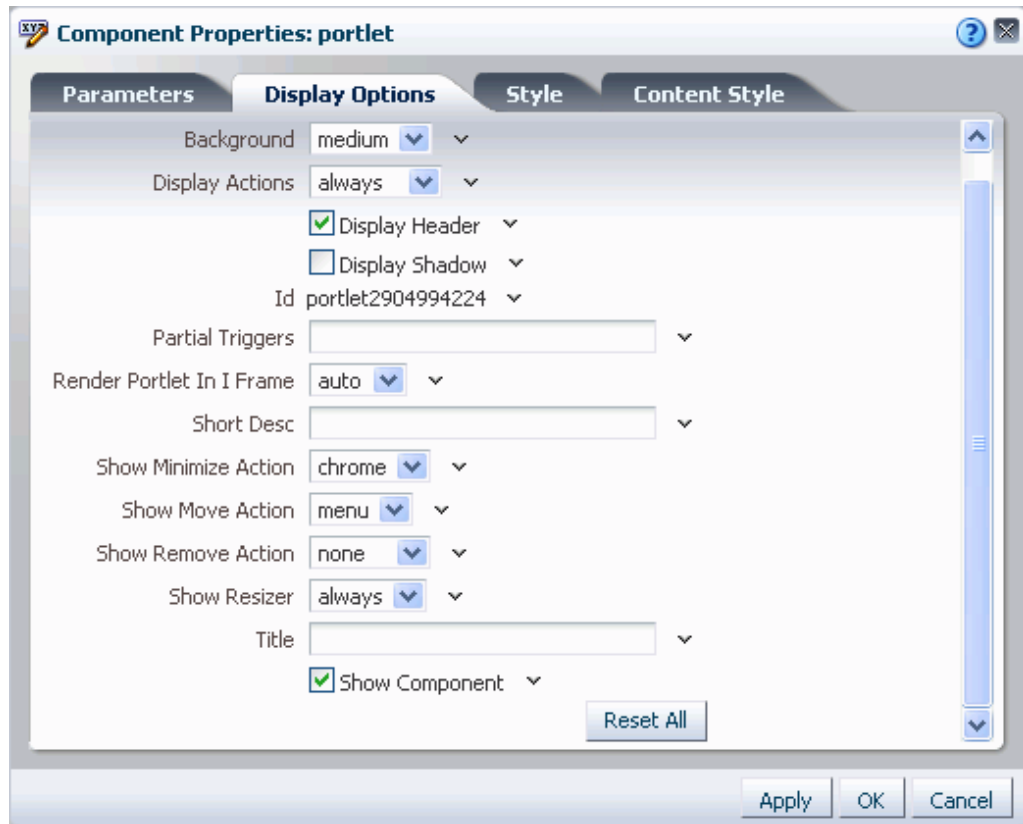 Component Properties: portlet
Parameters Display Options Style Content Style
Background medium
Display Actions always
Display Header
Display Shadow
Id portlet2904994224
Partial Triggers
Render Portlet In I Frame auto
Short Desc
Show Minimize Action chrome
Show Move Action menu
Show Remove Action none
Show Resizer always
Title
Show Component
Reset All
Apply OK Cancel